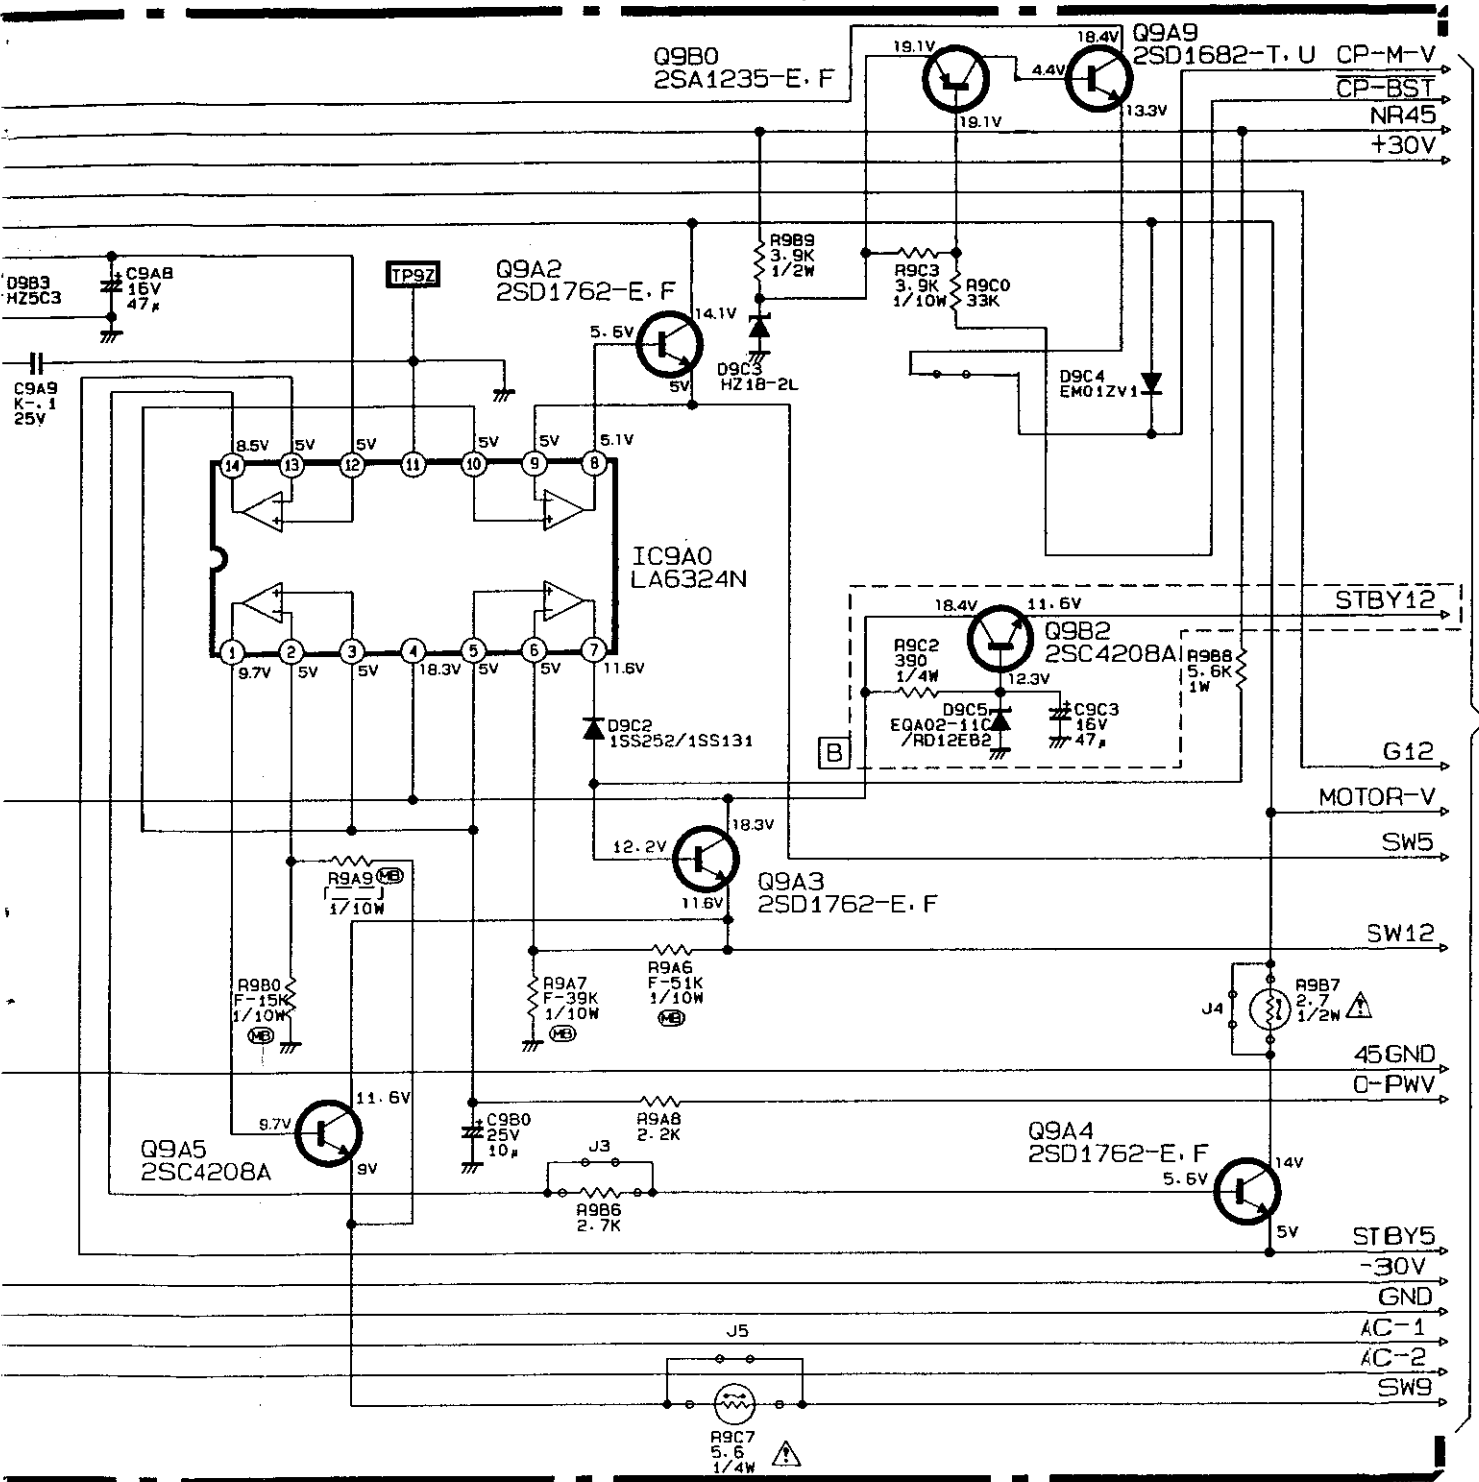 Q9B0
2SA1235-E, F
19.1V
19.1V
18.4V
4.4V
13.3V
Q9A9
2SD1682-T, U
CP-M-V
CP-BST
NR45
+30V
D9B3
HZ5C3
C9AB
16V
47µ
TP9Z
Q9A2
2SD1762-E, F
5.6V
14.1V
5V
R9B9
3.9K
1/2W
D9C3
HZ18-2L
R9C3
3.9K
1/10W
R9C0
33K
D9C4
EM01ZV1
C9A9
K-.1
25V
8.5V
5V
5V
5V
5V
5.1V
14
13
12
11
10
9
8
IC9A0
LA6324N
1
2
3
4
5
6
7
9.7V
5V
5V
18.3V
5V
5V
11.6V
D9C2
1SS252/1SS131
18.4V
11.6V
STBY12
Q9B2
2SC4208A
R9C2
390
1/4W
12.3V
D9C5
EQA02-11C
/RD12EB2
C9C3
16V
47µ
B
R9B8
5.6K
1W
G12
MOTOR-V
SW5
18.3V
12.2V
11.6V
Q9A3
2SD1762-E, F
R9A9 MB
1/10W
SW12
R9B0
F-15K
1/10W
MB
R9A7
F-39K
1/10W
MB
R9A6
F-51K
1/10W
MB
J4
R9B7
2.7
1/2W
45GND
O-PWV
11.6V
9.7V
9V
Q9A5
2SC4208A
C9B0
25V
10µ
R9A8
2.2K
J3
R9B6
2.7K
Q9A4
2SD1762-E, F
5.6V
14V
5V
STBY5
-30V
GND
AC-1
AC-2
SW9
J5
R9C7
5.6
1/4W